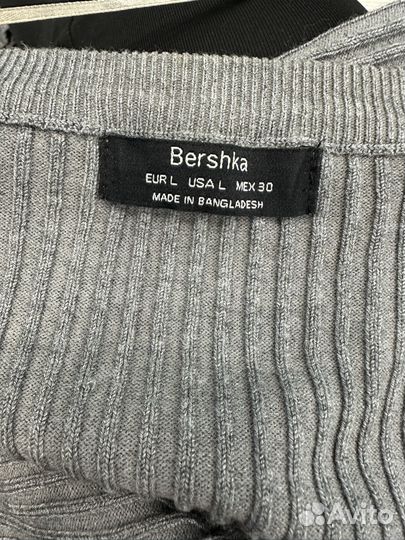 Bershka
EUR L USA L MEX 30
MADE IN BANGLADESH
Avito